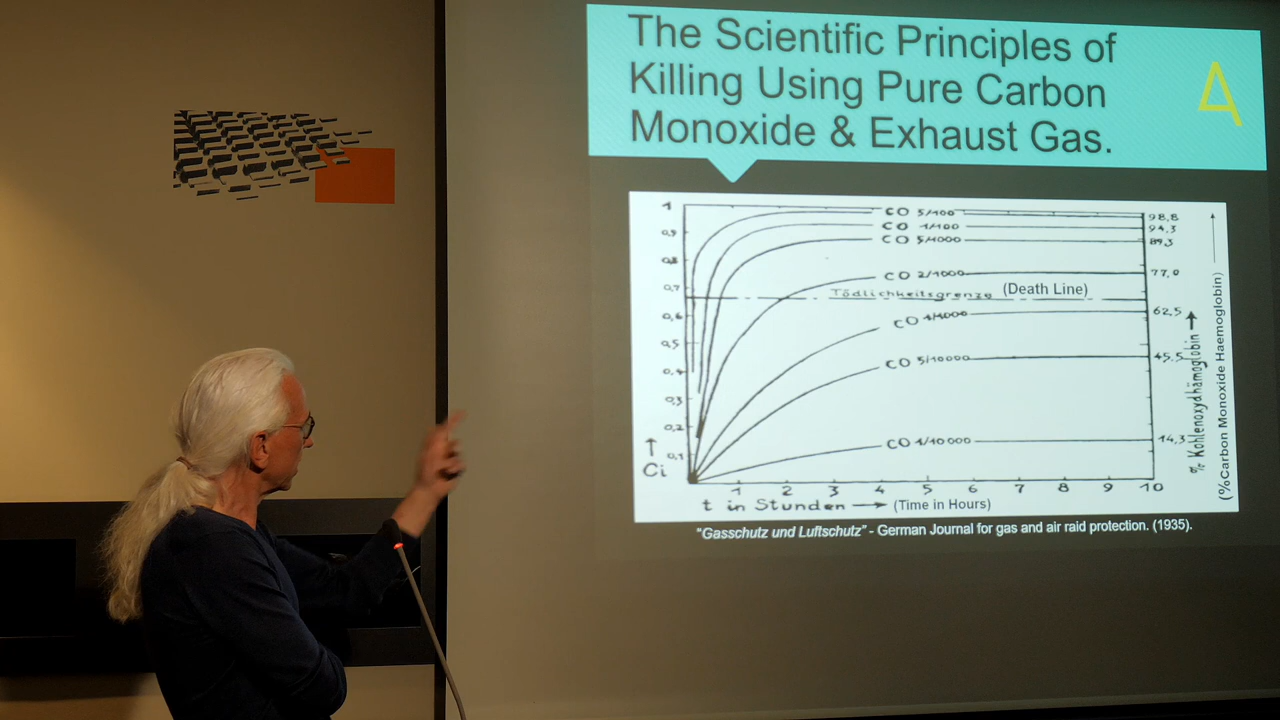 The Scientific Principles of
Killing Using Pure Carbon
Monoxide & Exhaust Gas.
1
0,9
0,8
0,7
0,6
0,5
0,4
0,3
0,2
0,1
↑
Ci
CO 5/100
CO 1/100
CO 5/1000
CO 2/1000
Tödlichkeitsgrenze (Death Line)
CO 1/1000
CO 5/10000
CO 1/10000
98,8
94,3
89,3
77,0
62,5
45,5
14,3
% Kohlenoxydhämoglobin →
(%Carbon Monoxide Haemoglobin) →
1 2 3 4 5 6 7 8 9 10
t in Stunden → (Time in Hours)
"Gasschutz und Luftschutz" - German Journal for gas and air raid protection. (1935).